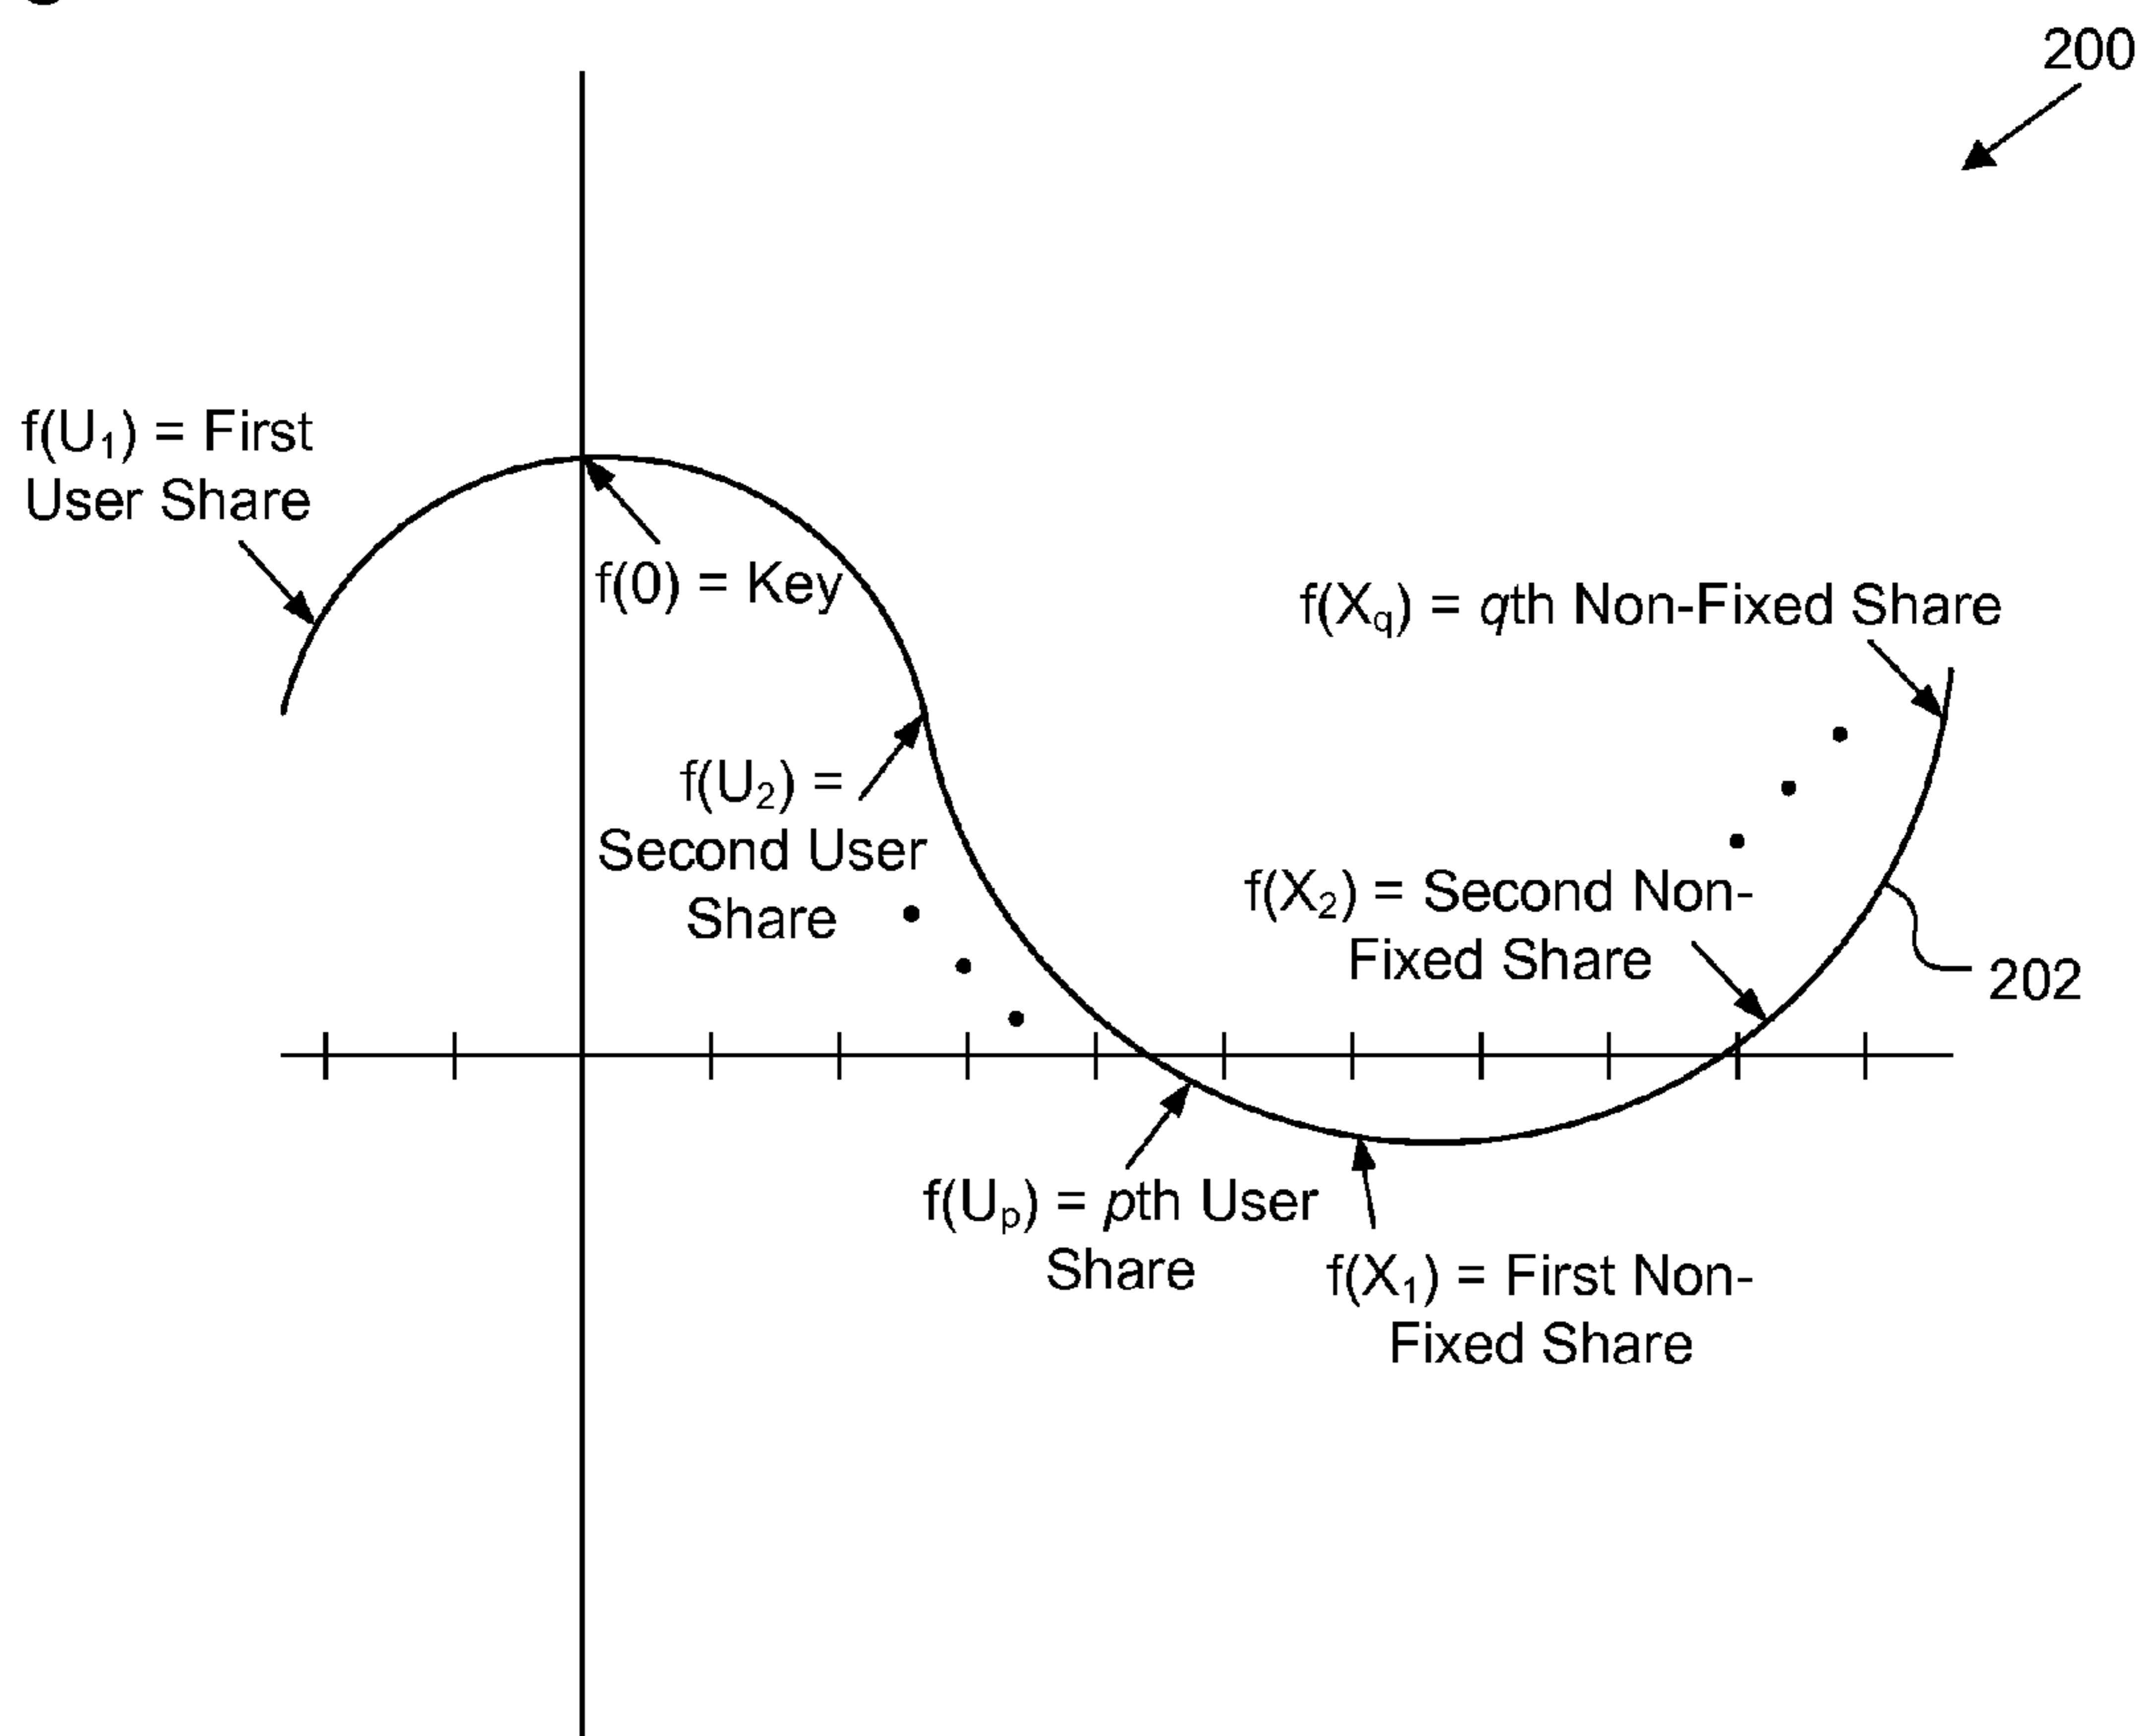 200
f(U₁) = First
User Share
f(0) = Key
f(Xq) = qth Non-Fixed Share
f(U₂) =
Second User
Share
f(X₂) = Second Non-
Fixed Share
202
f(Uₚ) = pth User
Share
f(X₁) = First Non-
Fixed Share